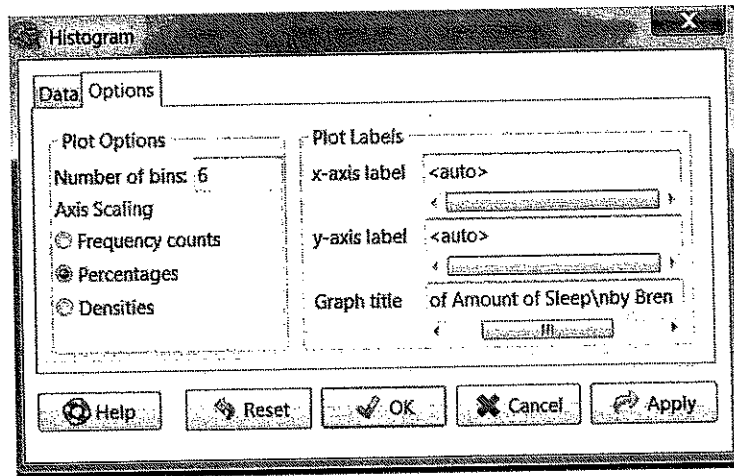 Histogram
Data Options
Plot Options
Number of bins: 6
Axis Scaling
Frequency counts
Percentages
Densities
Plot Labels
x-axis label <auto>
y-axis label <auto>
Graph title of Amount of Sleep\nby Bren
Help Reset OK Cancel Apply